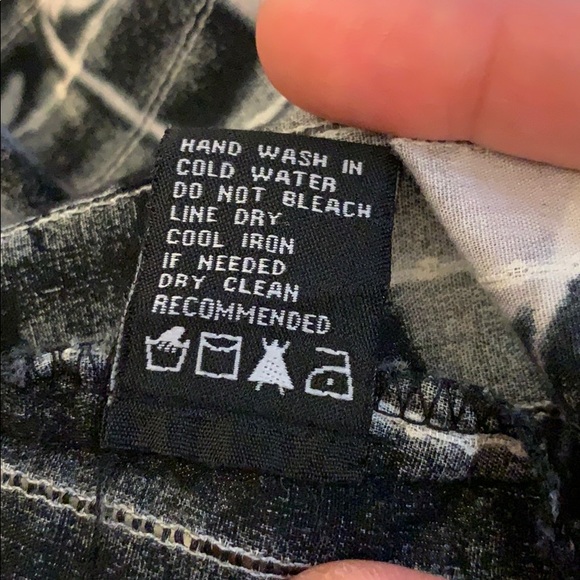 HAND WASH IN
COLD WATER
DO NOT BLEACH
LINE DRY
COOL IRON
IF NEEDED
DRY CLEAN
RECOMMENDED